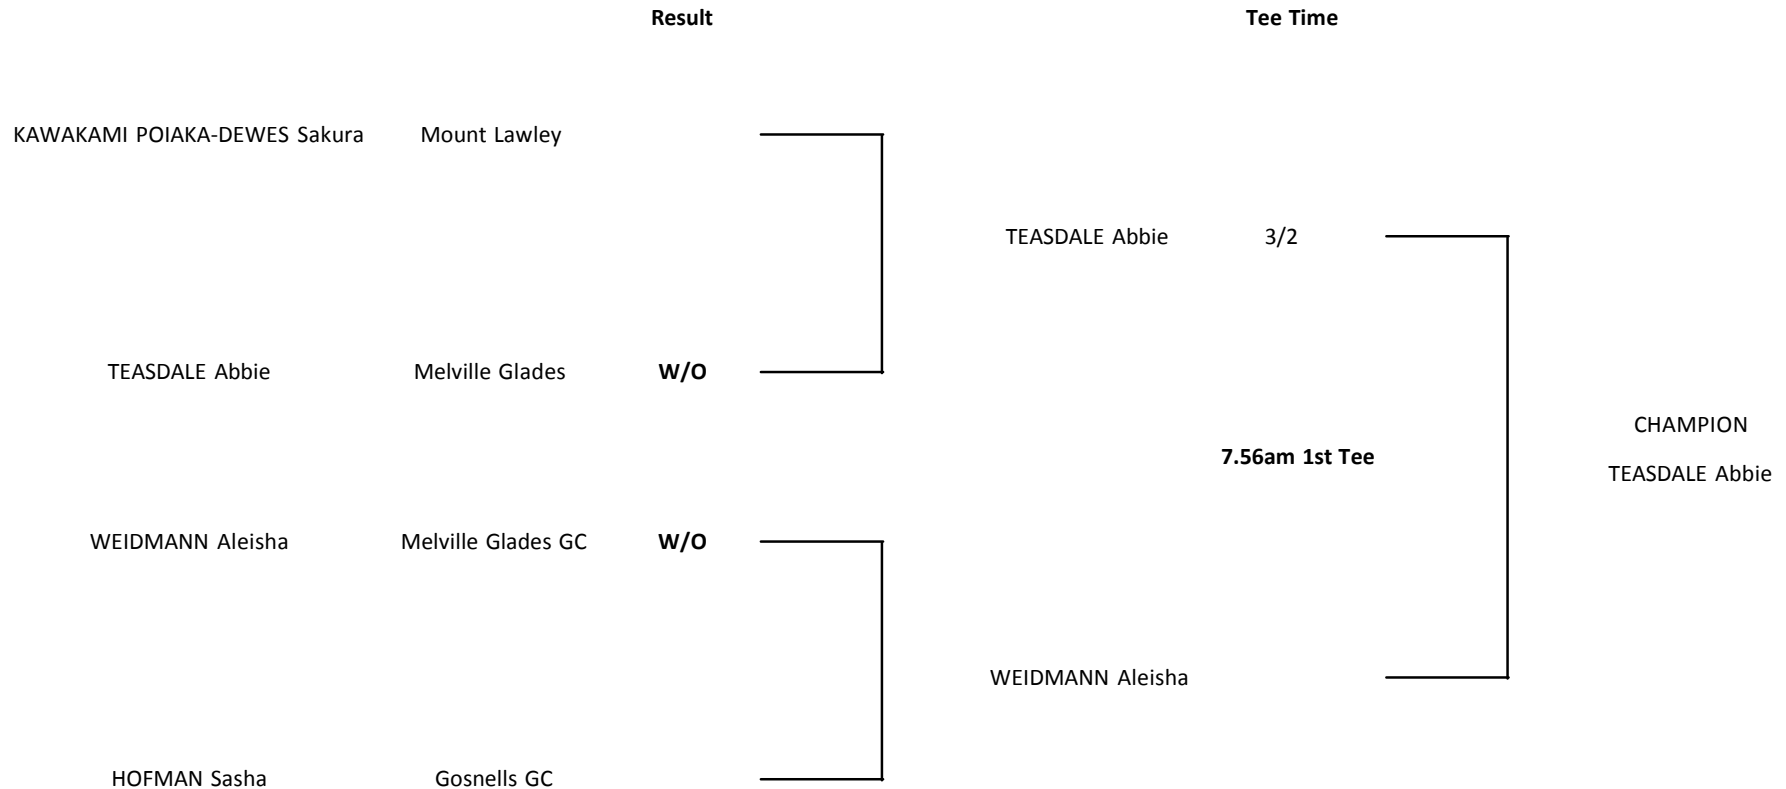 Result Tee Time
KAWAKAMI POIAKA-DEWES Sakura Mount Lawley
TEASDALE Abbie 3/2
TEASDALE Abbie Melville Glades W/O
CHAMPION
7.56am 1st Tee
TEASDALE Abbie
WEIDMANN Aleisha Melville Glades GC W/O
WEIDMANN Aleisha
HOFMAN Sasha Gosnells GC